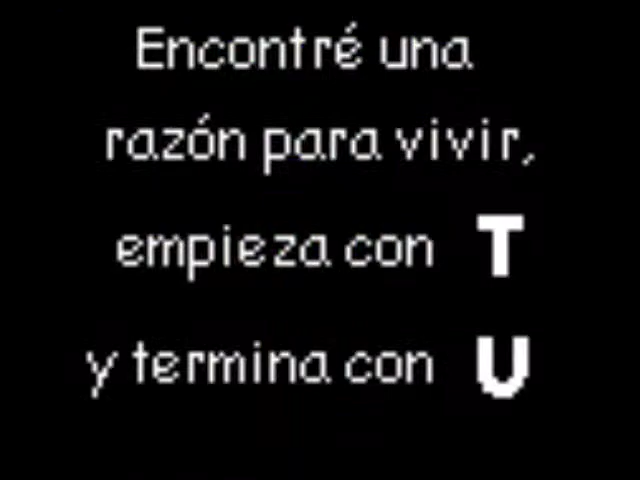 Encontré una
razón para vivir,
empieza con T
y termina con U